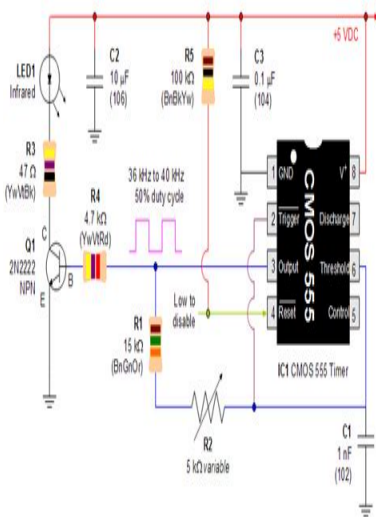 +5 VDC
C2
10 µF
(106)
R5
100 kΩ
(BnBkYw)
C3
0.1 µF
(104)
LED1
Infrared
R3
47 Ω
(YwVtBk)
R4
4.7 kΩ
(YwVtRd)
36 kHz to 40 kHz
50% duty cycle
Q1
2N2222
NPN
C
B
E
1 GND
2 Trigger
3 Output
4 Reset
V+ 8
Discharge 7
Threshold 6
Control 5
CMOS 555
IC1 CMOS 555 Timer
Low to
disable
R1
15 kΩ
(BnGnOr)
R2
5 kΩ variable
C1
1 nF
(102)